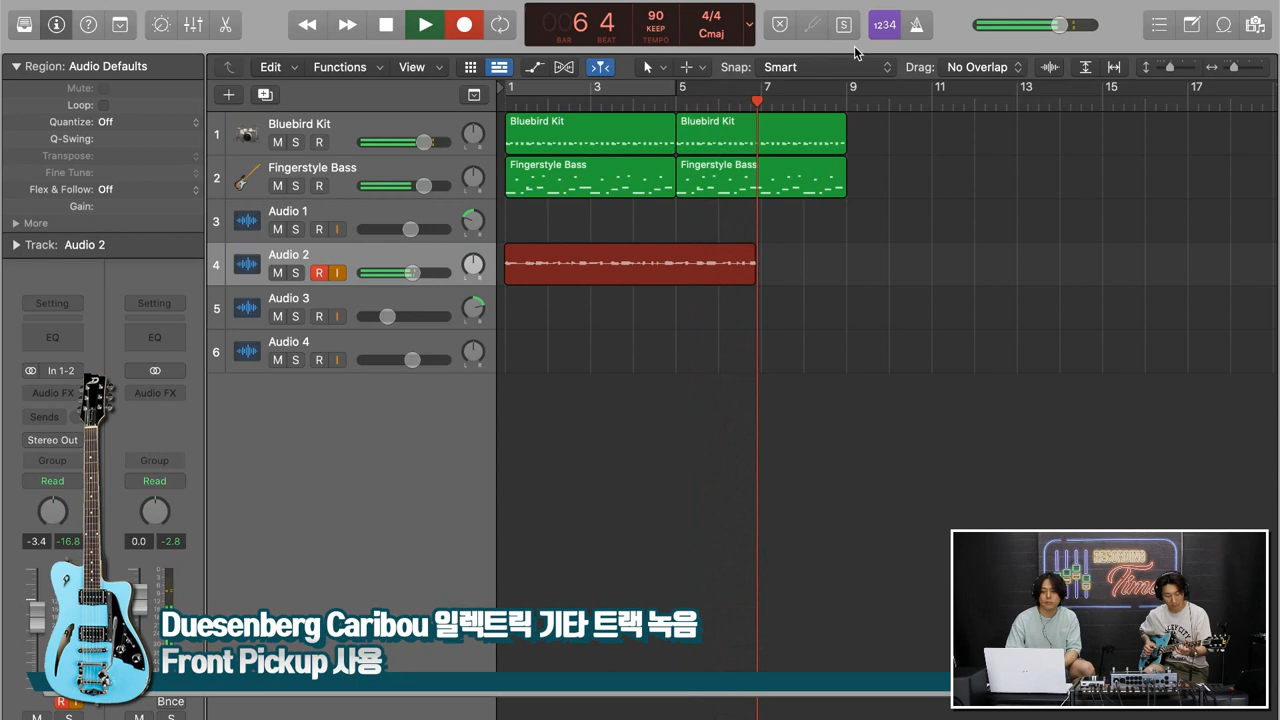 1234
S
6 4
BAR BEAT
90
KEEP
TEMPO
4/4
Cmaj
Region: Audio Defaults
Mute:
Loop:
Quantize: Off
Q-Swing:
Transpose:
Fine Tune:
Flex & Follow: Off
Gain:
More
Track: Audio 2
Edit Functions View
Snap: Smart
Drag: No Overlap
1 3 5 7 9 11 13 15 17
1 Bluebird Kit
M S R
Bluebird Kit Bluebird Kit
2 Fingerstyle Bass
M S R
Fingerstyle Bass Fingerstyle Bass
3 Audio 1
M S R I
4 Audio 2
M S R I
5 Audio 3
M S R I
6 Audio 4
M S R I
Setting Setting
EQ EQ
In 1-2
Audio FX Audio FX
Sends
Stereo Out
Group Group
Read Read
-3.4 -16.8 0.0 -2.8
Duesenberg Caribou 일렉트릭 기타 트랙 녹음
Front Pickup 사용
R I Bnce
M S M
RECORDING
Time